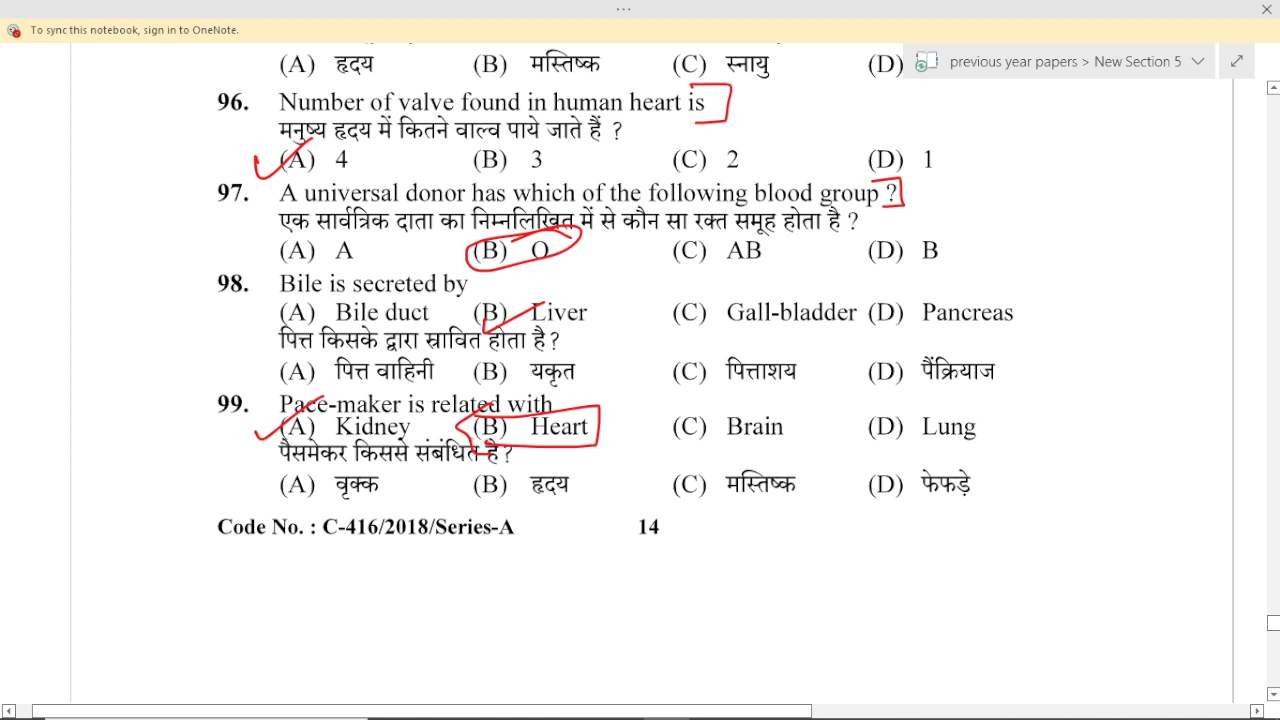 To sync this notebook, sign in to OneNote.
previous year papers > New Section 5
(A) हृदय (B) मस्तिष्क (C) स्नायु (D)
96. Number of valve found in human heart is
मनुष्य हृदय में कितने वाल्व पाये जाते हैं ?
(A) 4 (B) 3 (C) 2 (D) 1
97. A universal donor has which of the following blood group ?
एक सार्वत्रिक दाता का निम्नलिखित में से कौन सा रक्त समूह होता है ?
(A) A (B) O (C) AB (D) B
98. Bile is secreted by
(A) Bile duct (B) Liver (C) Gall-bladder (D) Pancreas
पित्त किसके द्वारा स्रावित होता है ?
(A) पित्त वाहिनी (B) यकृत (C) पित्ताशय (D) पैंक्रियाज
99. Pace-maker is related with
(A) Kidney (B) Heart (C) Brain (D) Lung
पैसमेकर किससे संबंधित है ?
(A) वृक्क (B) हृदय (C) मस्तिष्क (D) फेफड़े
Code No. : C-416/2018/Series-A 14